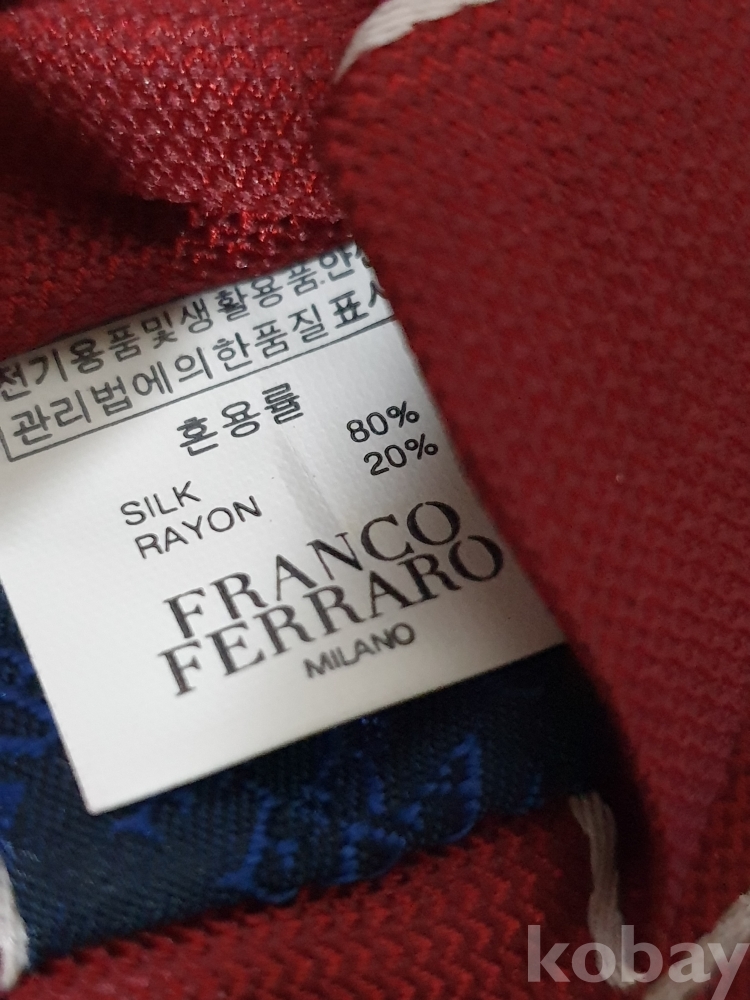 전기용품및생활용품.안
관리법에의한품질표시
혼용률
SILK 80%
RAYON 20%
FRANCO
FERRARO
MILANO
kobay